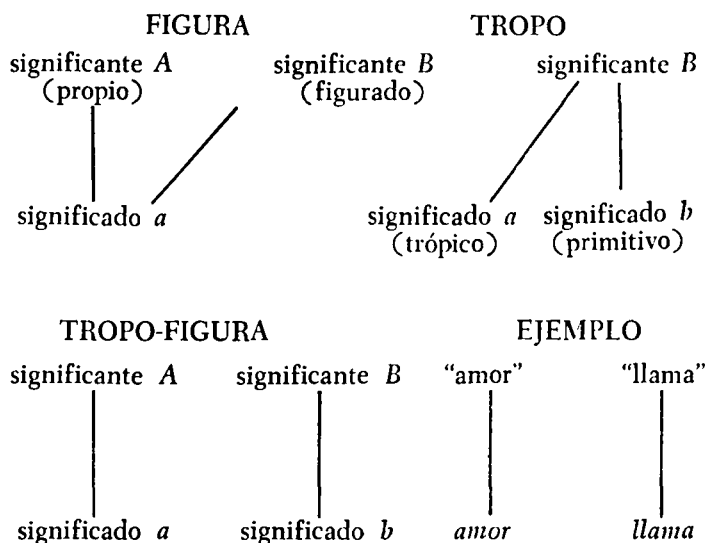 FIGURA TROPO
significante A significante B significante B
(propio) (figurado)
significado a significado a significado b
(trópico) (primitivo)
TROPO-FIGURA EJEMPLO
significante A significante B “amor” “llama”
significado a significado b amor llama